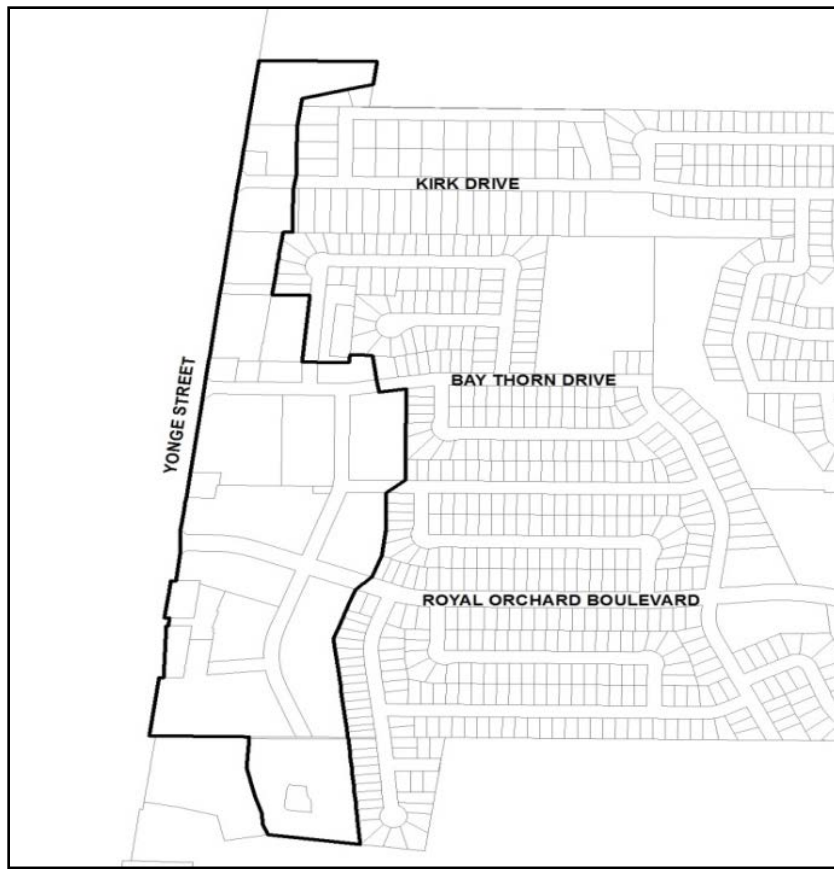 KIRK DRIVE
YONGE STREET
BAY THORN DRIVE
ROYAL ORCHARD BOULEVARD